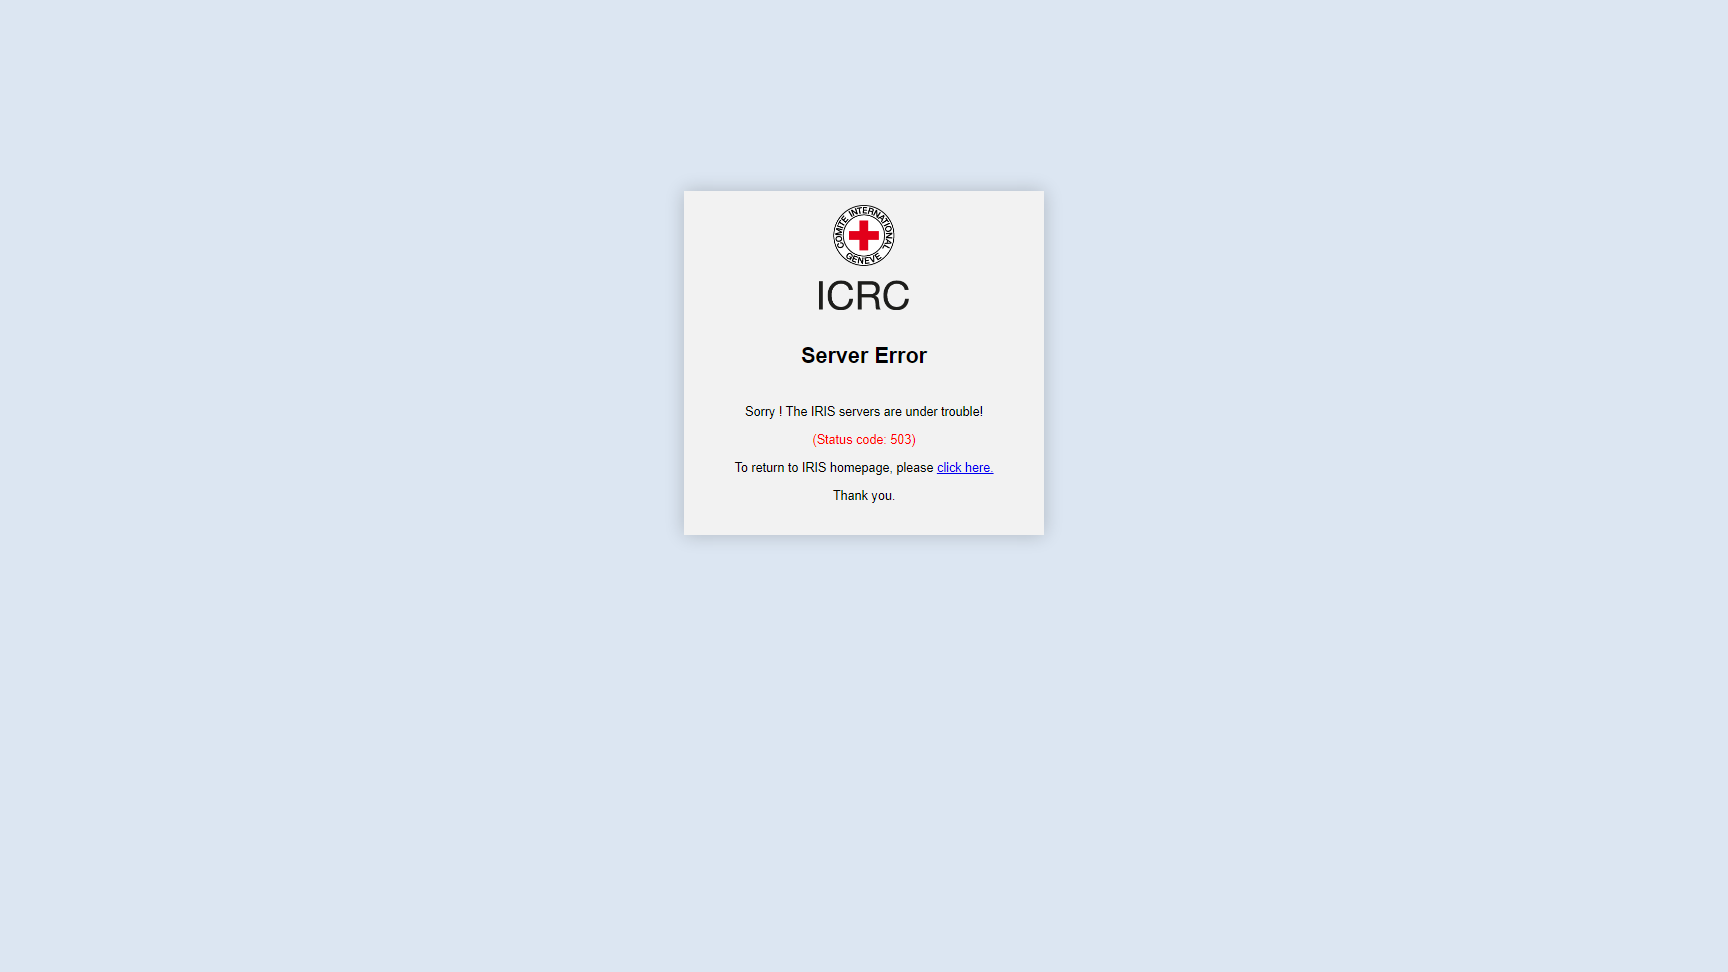 COMITE INTERNATIONAL
GENEVE
ICRC
Server Error
Sorry ! The IRIS servers are under trouble!
(Status code: 503)
To return to IRIS homepage, please click here.
Thank you.